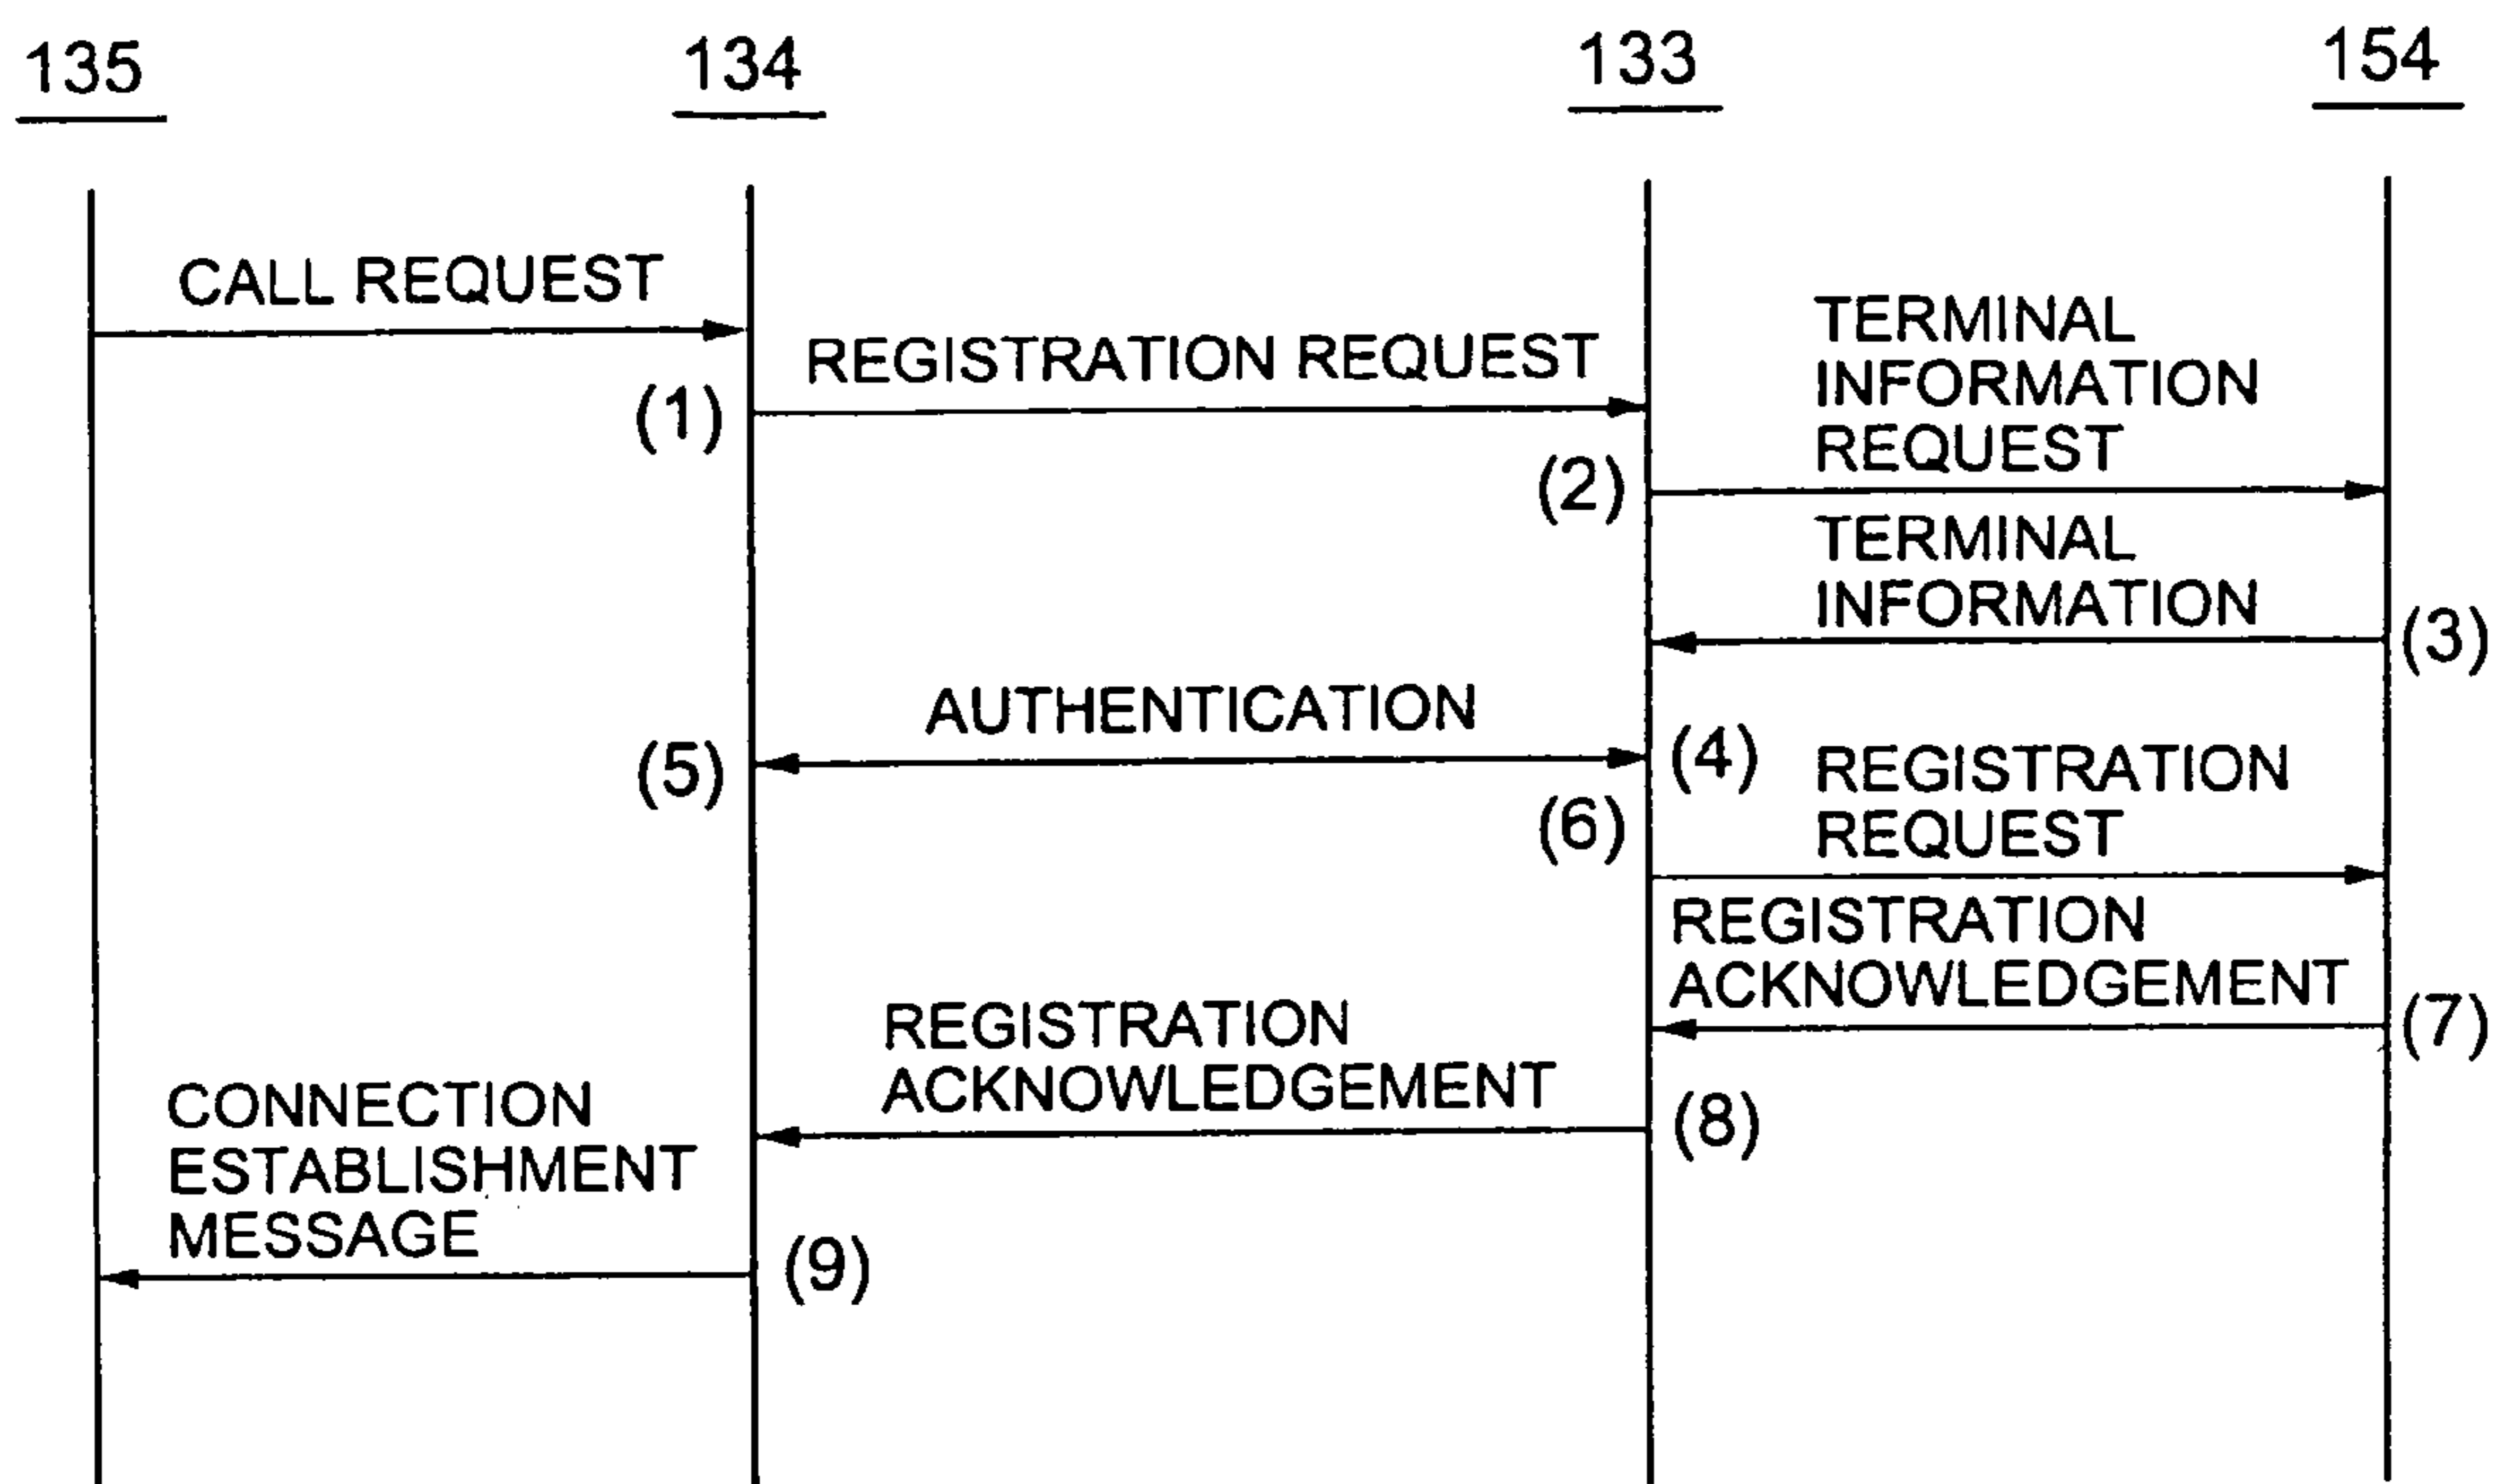 135
134
133
154
CALL REQUEST
(1)
REGISTRATION REQUEST
(2)
TERMINAL
INFORMATION
REQUEST
TERMINAL
INFORMATION
(3)
AUTHENTICATION
(4)
(5)
(6)
REGISTRATION
REQUEST
REGISTRATION
ACKNOWLEDGEMENT
(7)
REGISTRATION
ACKNOWLEDGEMENT
(8)
CONNECTION
ESTABLISHMENT
MESSAGE
(9)